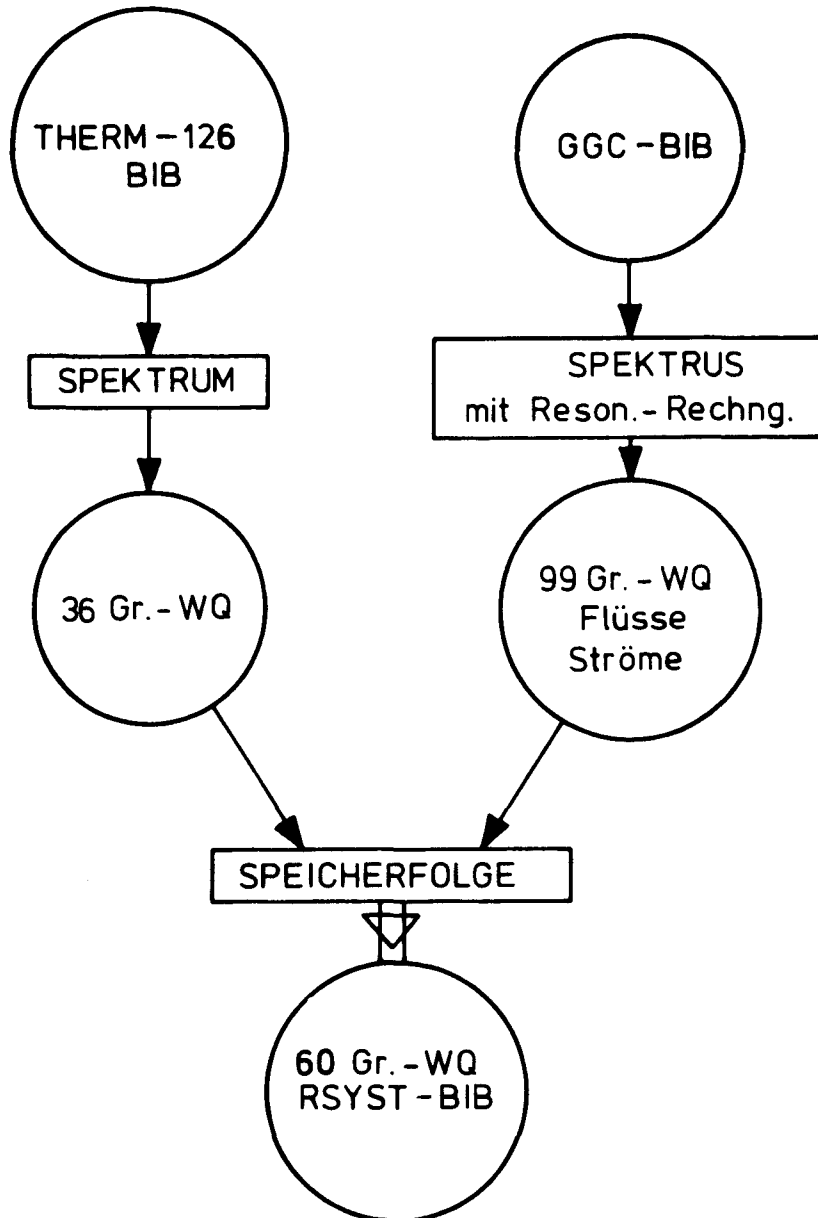 THERM-126
BIB
GGC-BIB
SPEKTRUM
SPEKTRUS
mit Reson.-Rechng.
36 Gr.-WQ
99 Gr.-WQ
Flüsse
Ströme
SPEICHERFOLGE
60 Gr.-WQ
RSYST-BIB